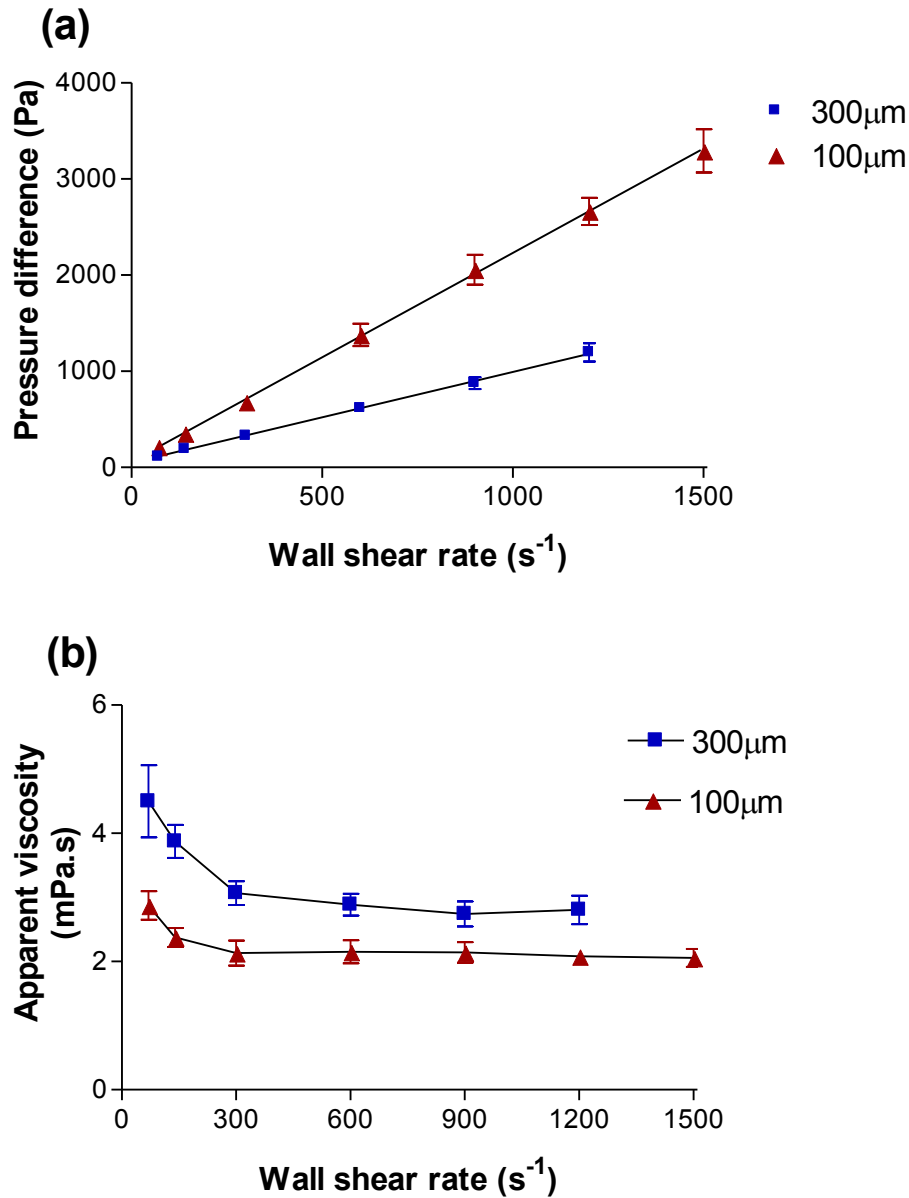 (a)
Pressure difference (Pa)
4000
3000
2000
1000
0
0 500 1000 1500
Wall shear rate (s⁻¹)
300μm
100μm
(b)
Apparent viscosity
(mPa.s)
6
4
2
0
0 300 600 900 1200 1500
Wall shear rate (s⁻¹)
300μm
100μm